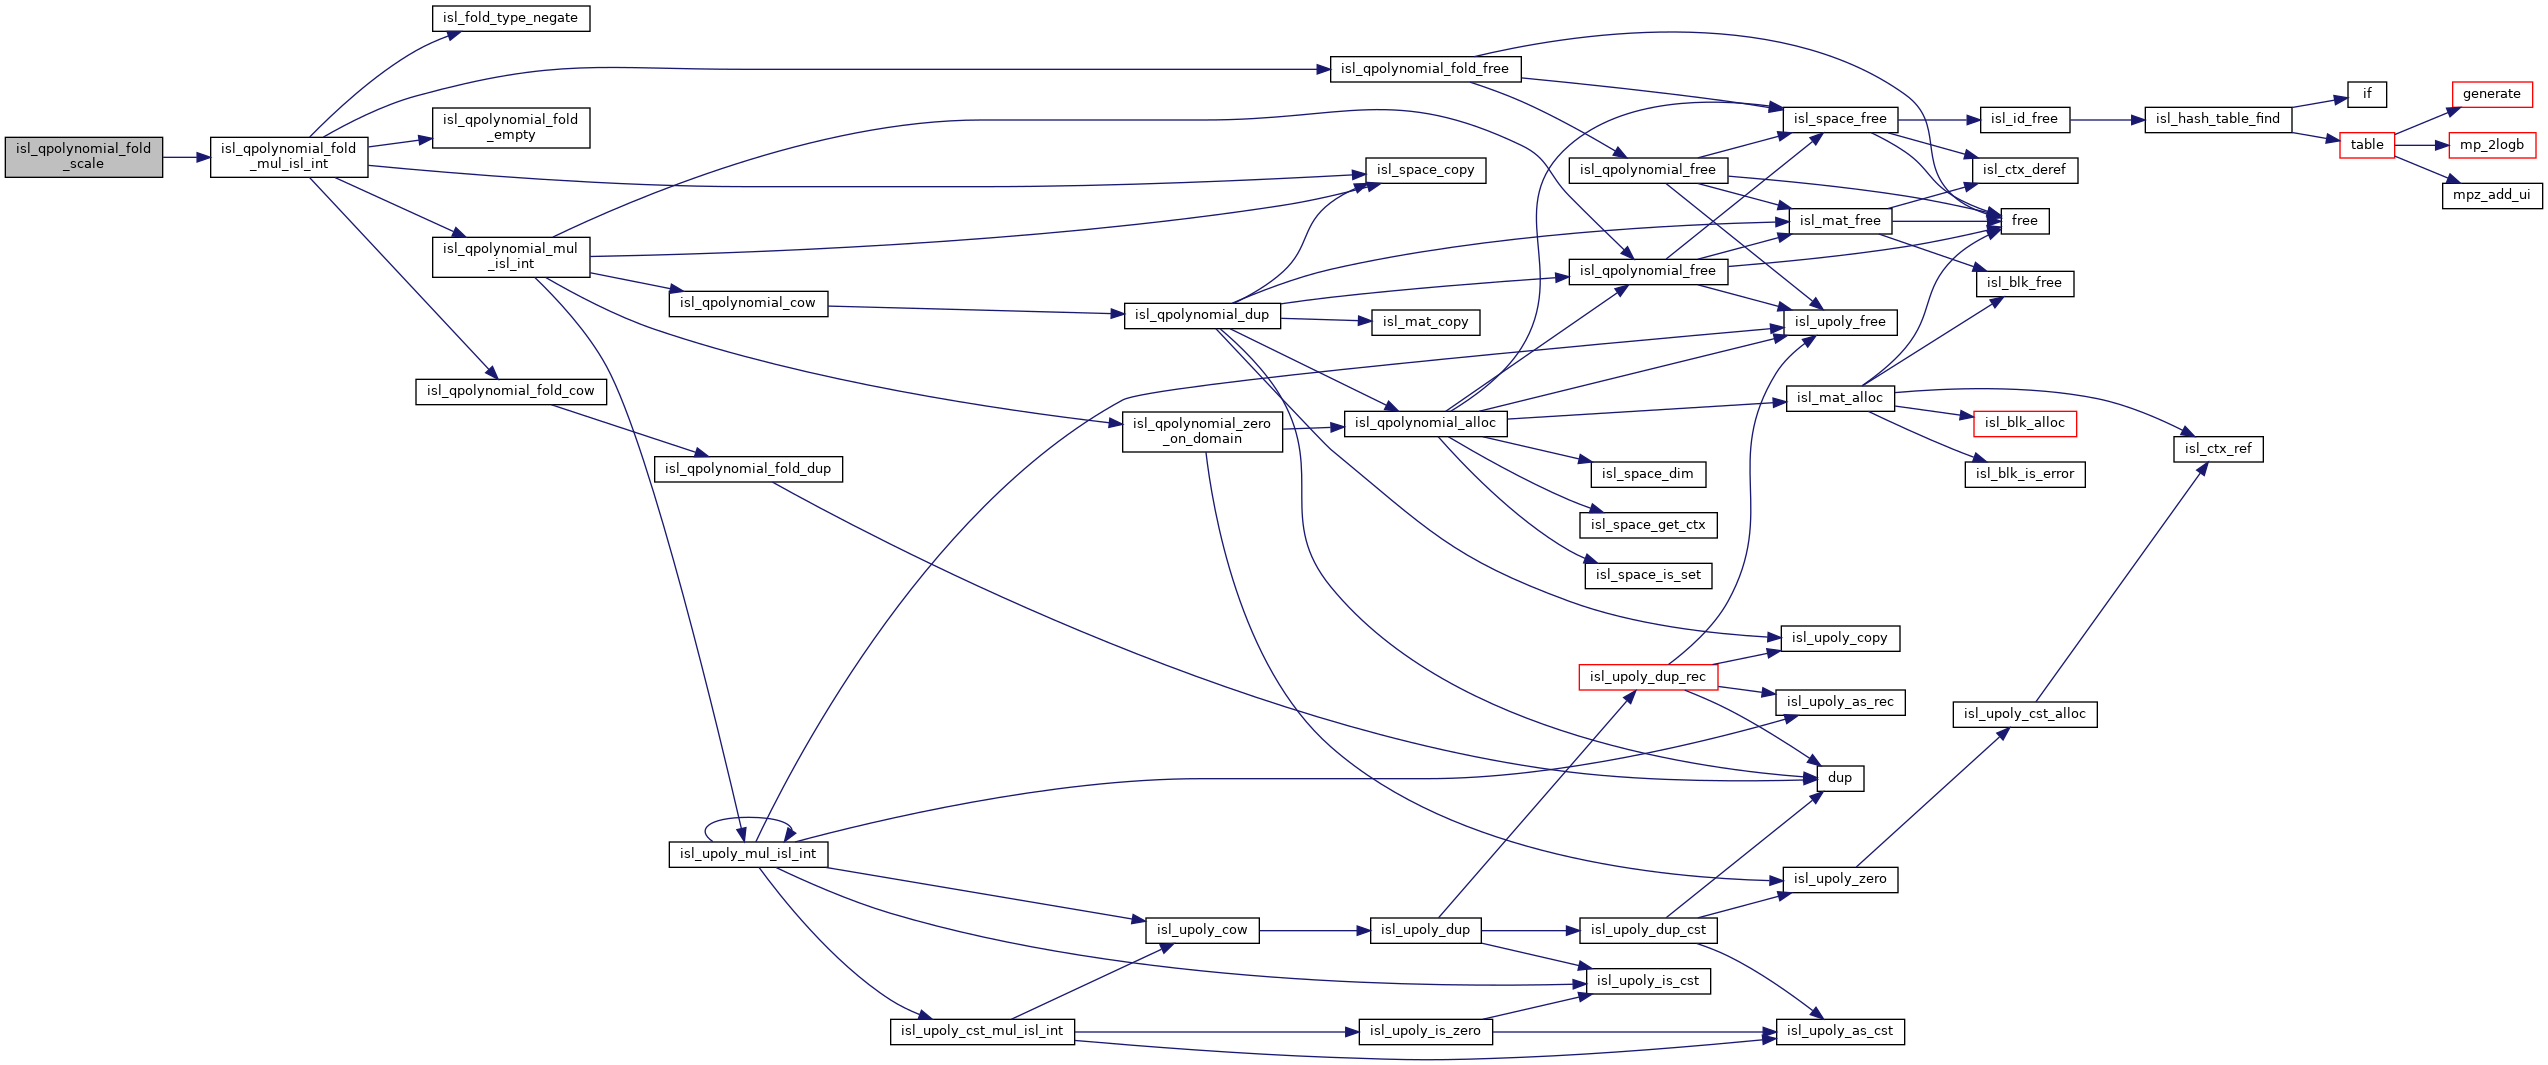 isl_qpolynomial_fold
_scale
isl_qpolynomial_fold
_mul_isl_int
isl_fold_type_negate
isl_qpolynomial_fold
_empty
isl_qpolynomial_mul
_isl_int
isl_qpolynomial_fold_cow
isl_qpolynomial_fold_dup
isl_qpolynomial_cow
isl_upoly_mul_isl_int
isl_upoly_cst_mul_isl_int
isl_qpolynomial_dup
isl_qpolynomial_zero
_on_domain
isl_upoly_cow
isl_qpolynomial_fold_free
isl_space_copy
isl_mat_copy
isl_qpolynomial_alloc
isl_upoly_dup
isl_upoly_is_zero
isl_qpolynomial_free
isl_qpolynomial_free
isl_space_dim
isl_space_get_ctx
isl_space_is_set
isl_upoly_dup_rec
isl_upoly_dup_cst
isl_upoly_is_cst
isl_space_free
isl_mat_free
isl_upoly_free
isl_mat_alloc
isl_upoly_copy
isl_upoly_as_rec
dup
isl_upoly_zero
isl_upoly_as_cst
isl_id_free
isl_ctx_deref
free
isl_blk_free
isl_blk_alloc
isl_blk_is_error
isl_upoly_cst_alloc
isl_hash_table_find
isl_ctx_ref
if
table
generate
mp_2logb
mpz_add_ui